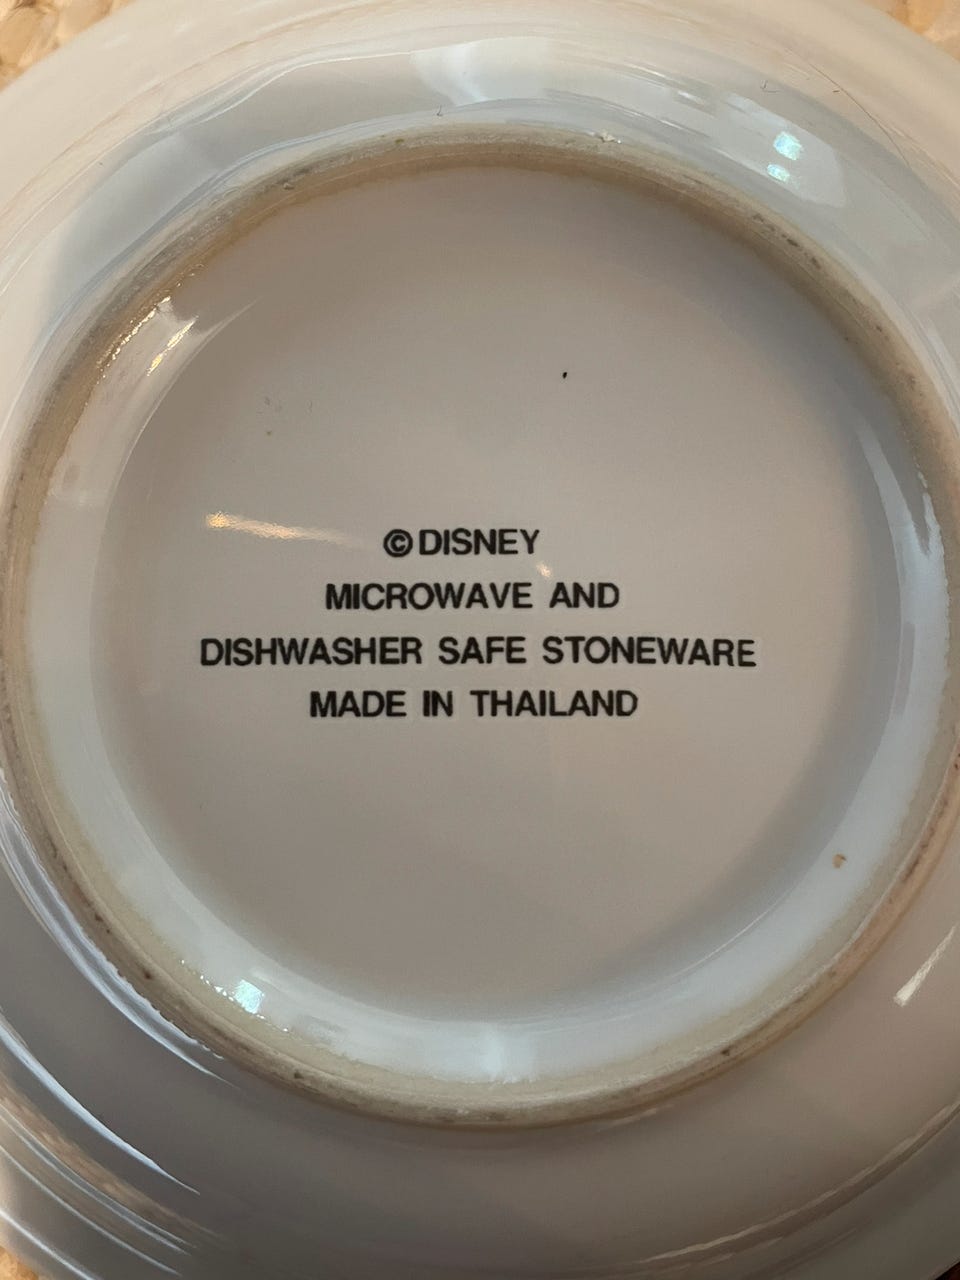 © DISNEY
MICROWAVE AND
DISHWASHER SAFE STONEWARE
MADE IN THAILAND